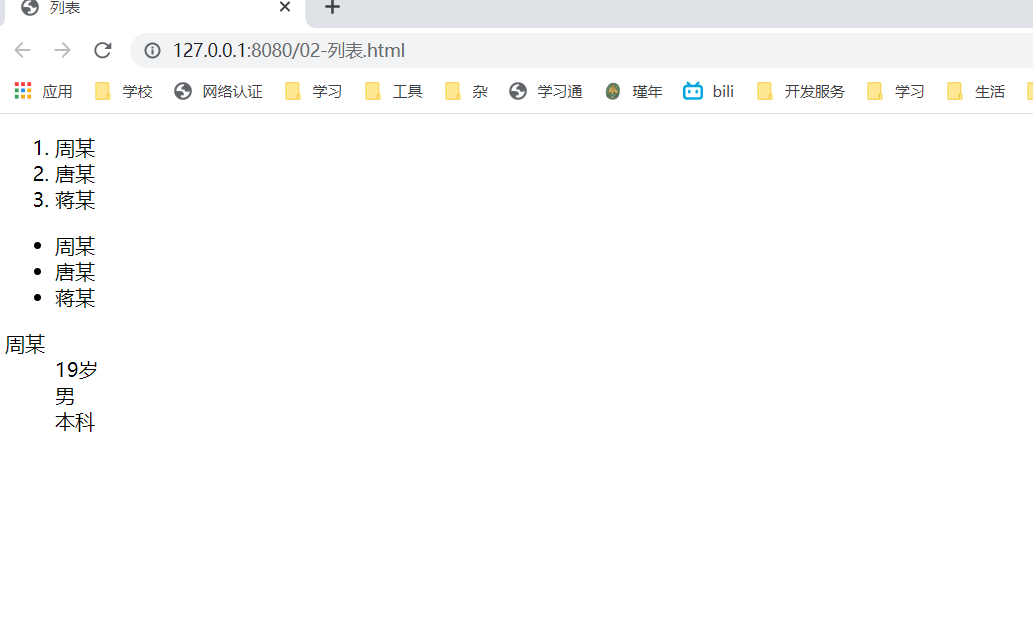 列表
127.0.0.1:8080/02-列表.html
应用 学校 网络认证 学习 工具 杂 学习通 瑾年 bili 开发服务 学习 生活
1. 周某
2. 唐某
3. 蒋某
• 周某
• 唐某
• 蒋某
周某
19岁
男
本科